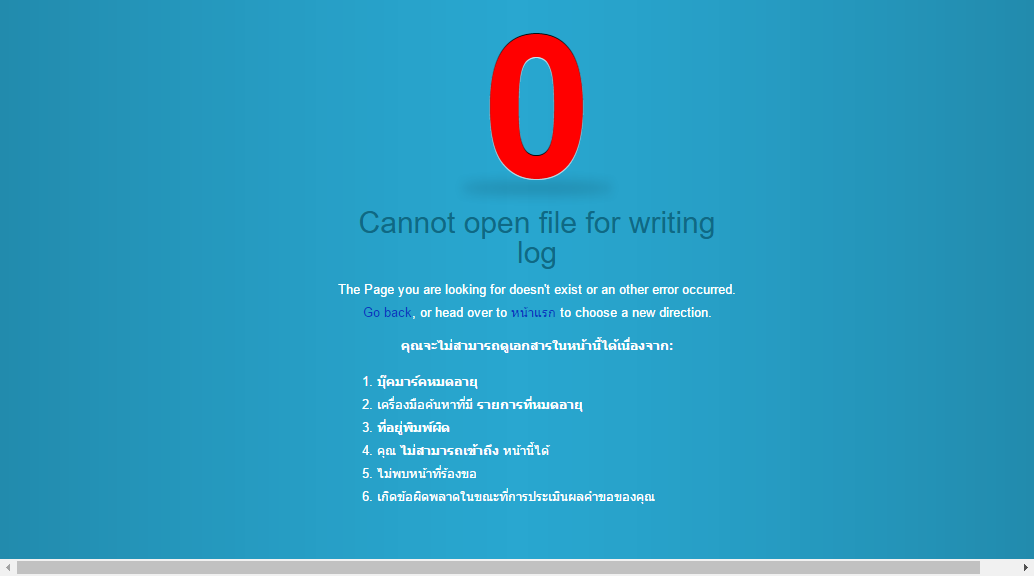 0
Cannot open file for writing
log
The Page you are looking for doesn't exist or an other error occurred.
Go back, or head over to หน้าแรก to choose a new direction.
คุณจะไม่สามารถดูเอกสารในหน้านี้ได้เนื่องจาก:
1. บุ๊คมาร์คหมดอายุ
2. เครื่องมือค้นหาที่มี รายการที่หมดอายุ
3. ที่อยู่พิมพ์ผิด
4. คุณ ไม่สามารถเข้าถึง หน้านี้ได้
5. ไม่พบหน้าที่ร้องขอ
6. เกิดข้อผิดพลาดในขณะที่การประเมินผลคำขอของคุณ